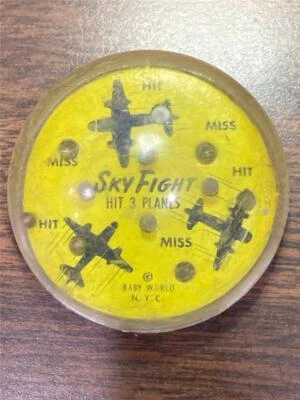 HIT
MISS
MISS
SKY FIGHT
HIT
HIT 3 PLANES
HIT
MISS
©
BABY WORLD
N.Y.C.